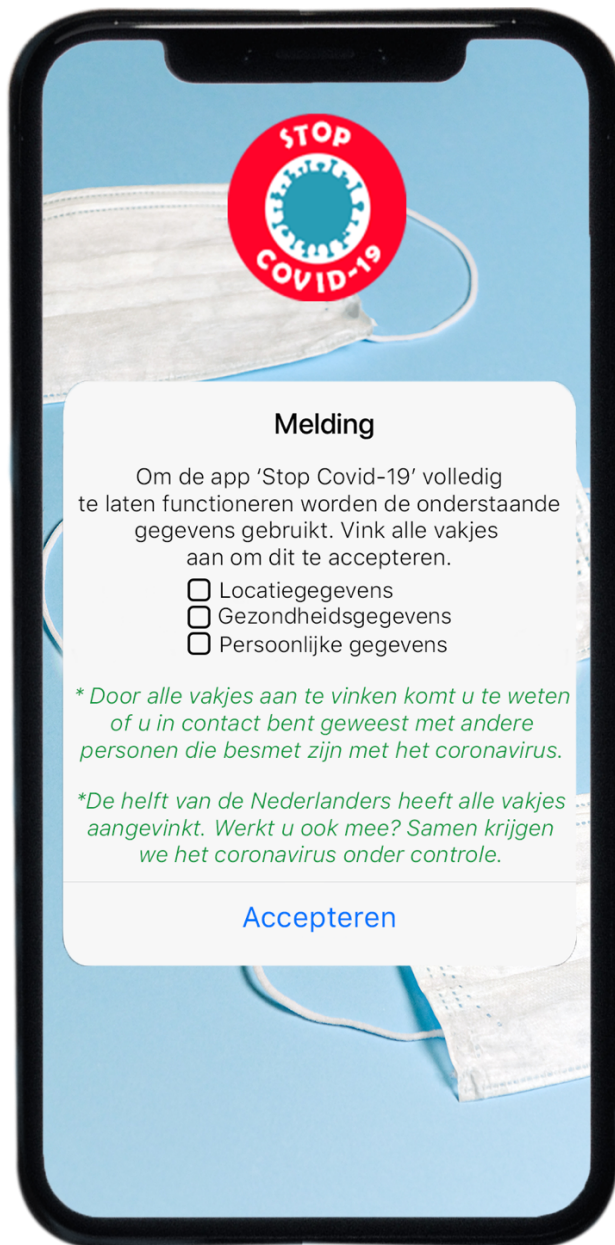 STOP
COVID-19
Melding
Om de app ‘Stop Covid-19’ volledig
te laten functioneren worden de onderstaande
gegevens gebruikt. Vink alle vakjes
aan om dit te accepteren.
Locatiegegevens
Gezondheidsgegevens
Persoonlijke gegevens
* Door alle vakjes aan te vinken komt u te weten
of u in contact bent geweest met andere
personen die besmet zijn met het coronavirus.
*De helft van de Nederlanders heeft alle vakjes
aangevinkt. Werkt u ook mee? Samen krijgen
we het coronavirus onder controle.
Accepteren